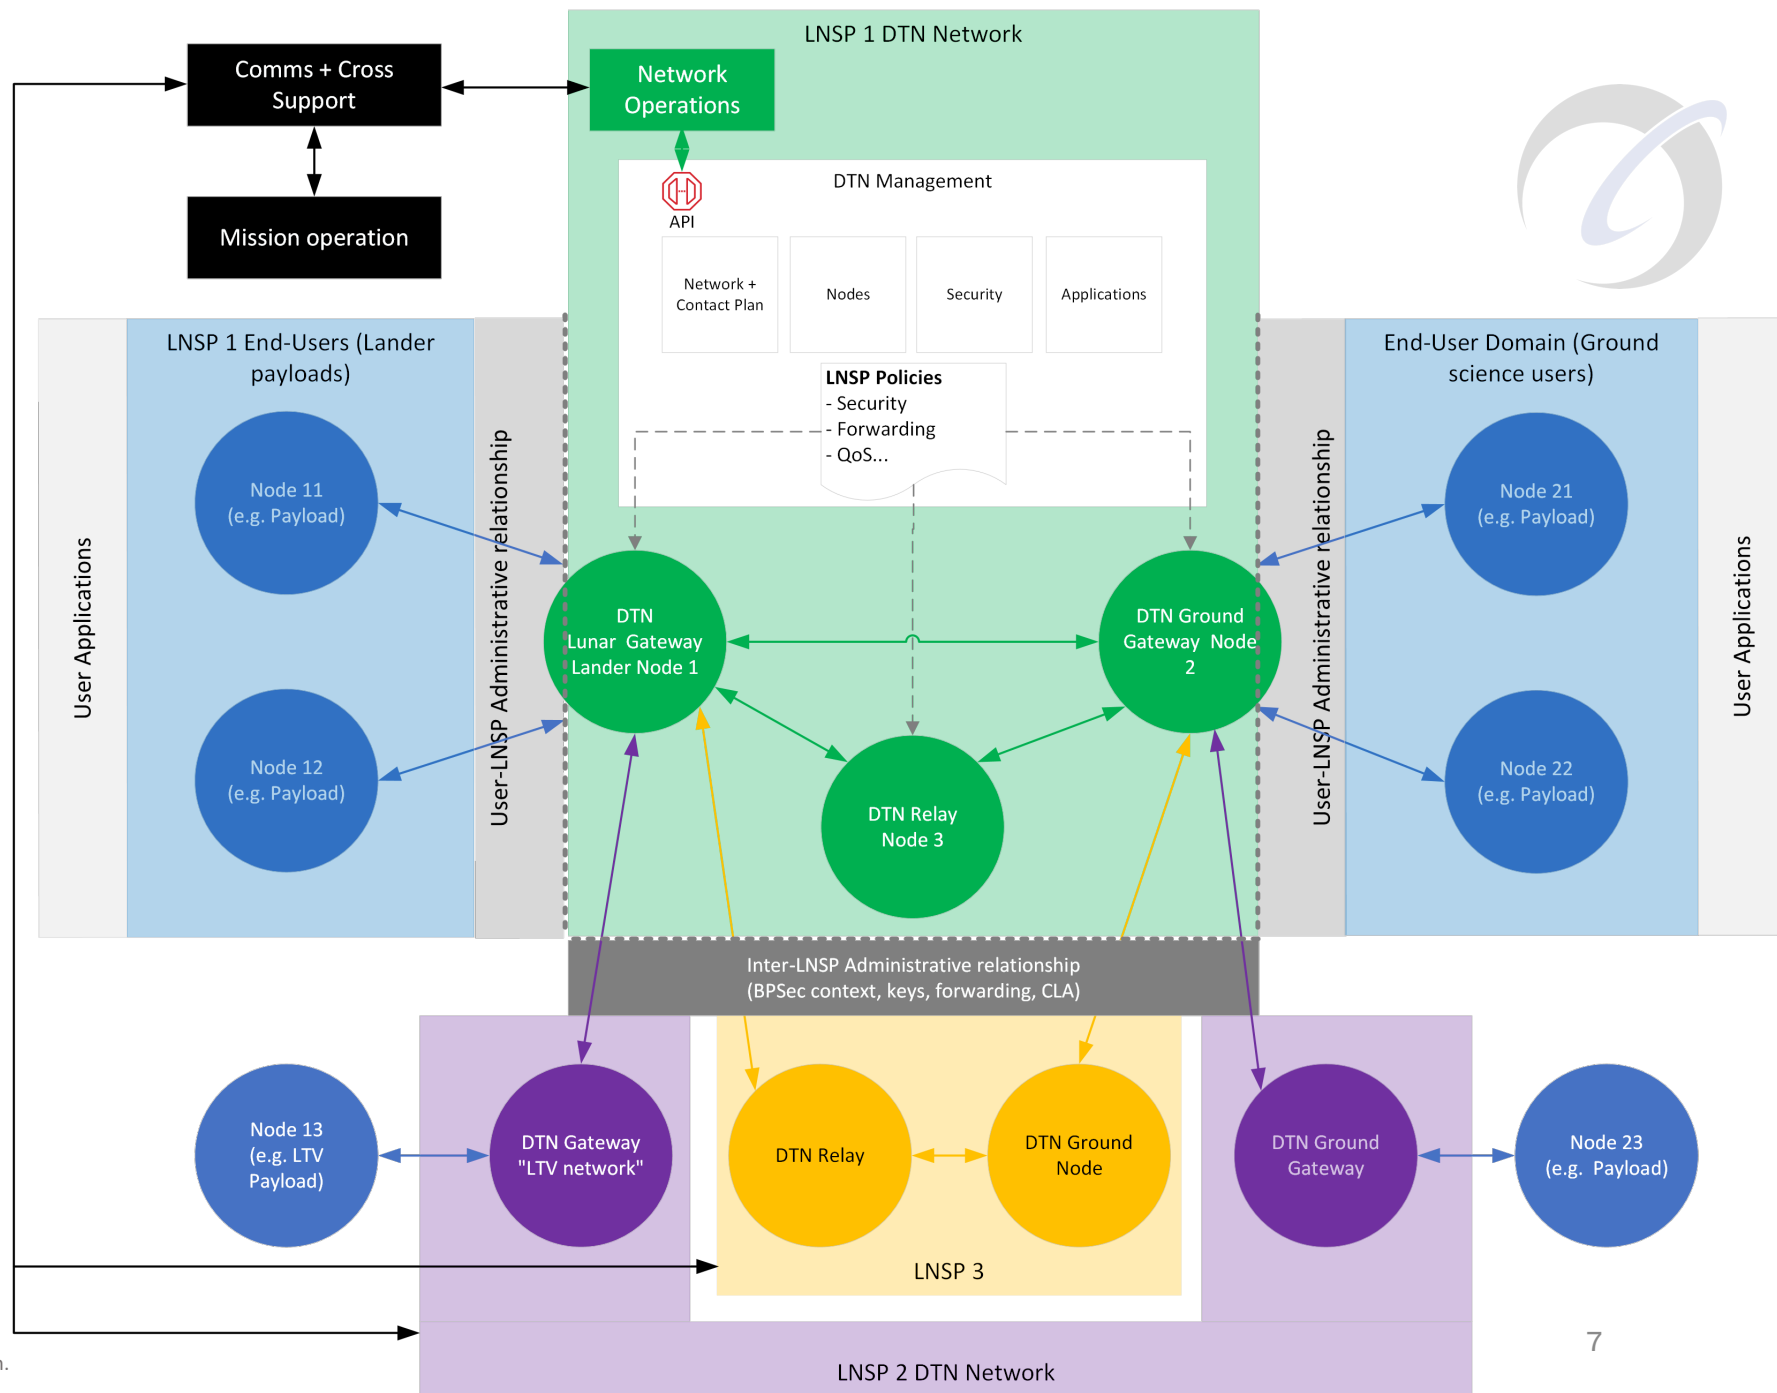 LNSP 1 DTN Network
Comms + Cross
Support
Network
Operations
Mission operation
DTN Management
API
Network +
Contact Plan
Nodes
Security
Applications
LNSP Policies
- Security
- Forwarding
- QoS...
LNSP 1 End-Users (Lander
payloads)
End-User Domain (Ground
science users)
User Applications
User-LNSP Administrative relationship
User-LNSP Administrative relationship
User Applications
Node 11
(e.g. Payload)
Node 12
(e.g. Payload)
Node 21
(e.g. Payload)
Node 22
(e.g. Payload)
DTN
Lunar  Gateway
Lander Node 1
DTN Ground
Gateway  Node
2
DTN Relay
Node 3
Inter-LNSP Administrative relationship
(BPSec context, keys, forwarding, CLA)
Node 13
(e.g. LTV
Payload)
DTN Gateway
"LTV network"
DTN Relay
DTN Ground
Node
DTN Ground
Gateway
Node 23
(e.g.  Payload)
LNSP 3
LNSP 2 DTN Network
7